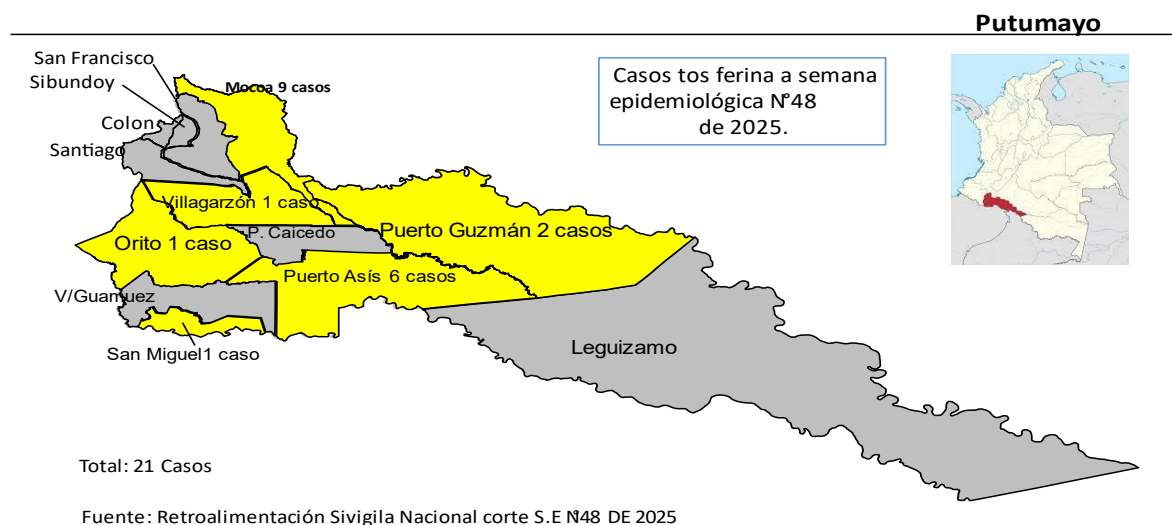 Putumayo
San Francisco
Sibundoy
Colon
Santiago
Mocoa 9 casos
Casos tos ferina a semana
epidemiológica N°48
de 2025.
Villagarzón 1 caso
P. Caicedo
Puerto Guzmán 2 casos
Orito 1 caso
Puerto Asís 6 casos
V/Guamuez
San Miguel1 caso
Leguizamo
Total: 21 Casos
Fuente: Retroalimentación Sivigila Nacional corte S.E N°48 DE 2025